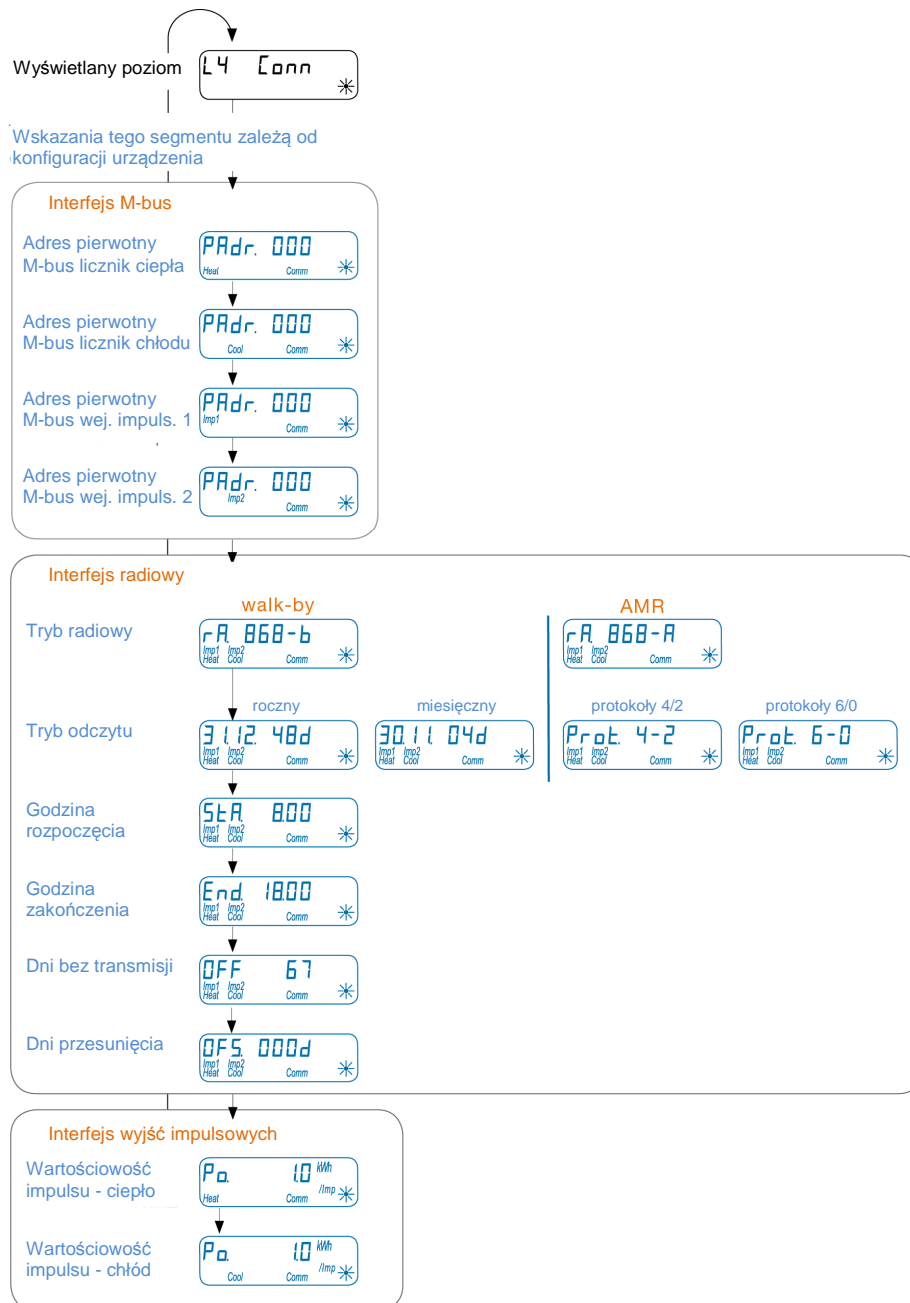 Wyświetlany poziom
L4 Conn
Wskazania tego segmentu zależą od
konfiguracji urządzenia
Interfejs M-bus
Adres pierwotny
M-bus licznik ciepła
PAdr. 000
Heat Comm
Adres pierwotny
M-bus licznik chłodu
PAdr. 000
Cool Comm
Adres pierwotny
M-bus wej. impuls. 1
PAdr. 000
Imp1
Comm
Adres pierwotny
M-bus wej. impuls. 2
PAdr. 000
Imp2
Comm
Interfejs radiowy
walk-by AMR
Tryb radiowy
rA. 868-b
Imp1 Imp2
Heat Cool Comm
rA. 868-A
Imp1 Imp2
Heat Cool Comm
roczny miesięczny protokoły 4/2 protokoły 6/0
Tryb odczytu
31.12. 48d
Imp1 Imp2
Heat Cool Comm
30.11. 04d
Imp1 Imp2
Heat Cool Comm
Prot. 4-2
Imp1 Imp2
Heat Cool Comm
Prot. 6-0
Imp1 Imp2
Heat Cool Comm
Godzina
rozpoczęcia
StA. 8.00
Imp1 Imp2
Heat Cool Comm
Godzina
zakończenia
End. 18.00
Imp1 Imp2
Heat Cool Comm
Dni bez transmisji
OFF 67
Imp1 Imp2
Heat Cool Comm
Dni przesunięcia
OFS. 000d
Imp1 Imp2
Heat Cool Comm
Interfejs wyjść impulsowych
Wartościowość
impulsu - ciepło
Po. 1.0 kWh
/Imp
Heat Comm
Wartościowość
impulsu - chłód
Po. 1.0 kWh
/Imp
Cool Comm